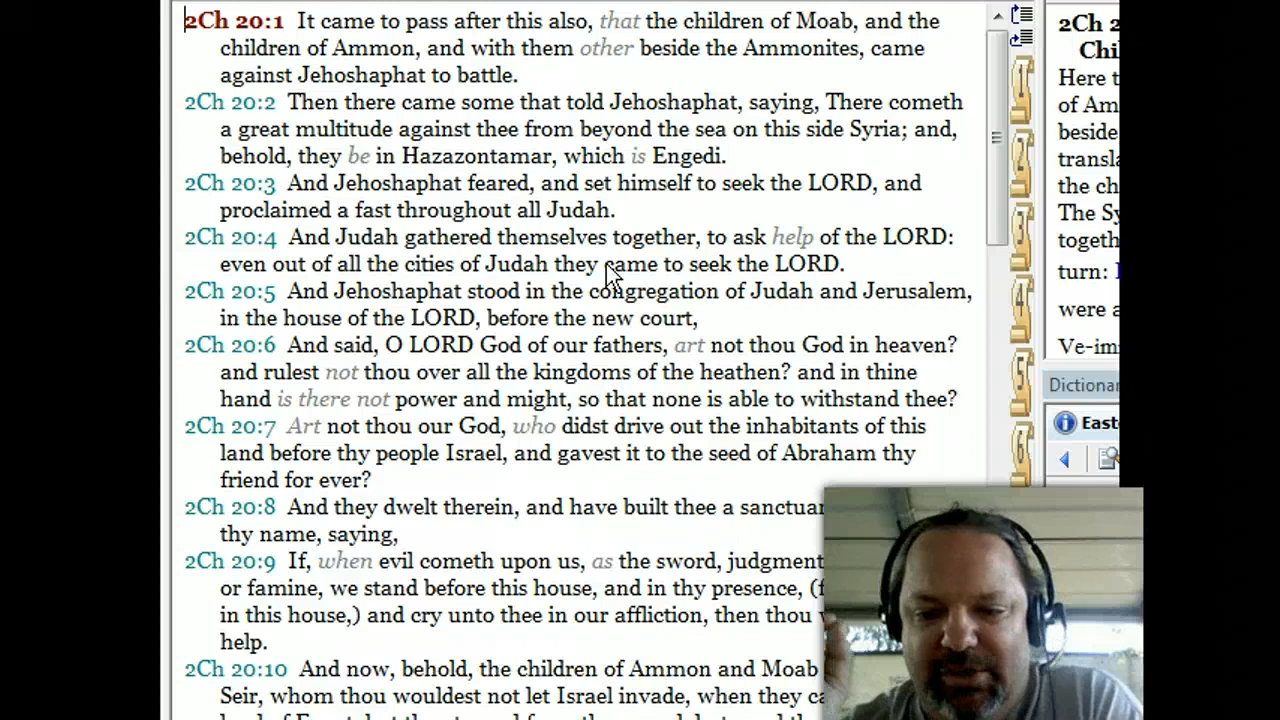 2Ch 20:1 It came to pass after this also, that the children of Moab, and the
children of Ammon, and with them other beside the Ammonites, came
against Jehoshaphat to battle.
2Ch 20:2 Then there came some that told Jehoshaphat, saying, There cometh
a great multitude against thee from beyond the sea on this side Syria; and,
behold, they be in Hazazontamar, which is Engedi.
2Ch 20:3 And Jehoshaphat feared, and set himself to seek the LORD, and
proclaimed a fast throughout all Judah.
2Ch 20:4 And Judah gathered themselves together, to ask help of the LORD:
even out of all the cities of Judah they came to seek the LORD.
2Ch 20:5 And Jehoshaphat stood in the congregation of Judah and Jerusalem,
in the house of the LORD, before the new court,
2Ch 20:6 And said, O LORD God of our fathers, art not thou God in heaven?
and rulest not thou over all the kingdoms of the heathen? and in thine
hand is there not power and might, so that none is able to withstand thee?
2Ch 20:7 Art not thou our God, who didst drive out the inhabitants of this
land before thy people Israel, and gavest it to the seed of Abraham thy
friend for ever?
2Ch 20:8 And they dwelt therein, and have built thee a
thy name, saying,
2Ch 20:9 If, when evil cometh upon us, as the sword, judgment
or famine, we stand before this house, and in thy presence,
in this house,) and cry unto thee in our affliction, then thou
help.
2Ch 20:10 And now, behold, the children of Ammon and Moab
Seir, whom thou wouldest not let Israel invade, when they
1
2
3
4
5
6
2Ch
Chi
Here
of Am
beside
transla
the ch
The Sy
togeth
turn:
were
Ve-im
Dictionar
East